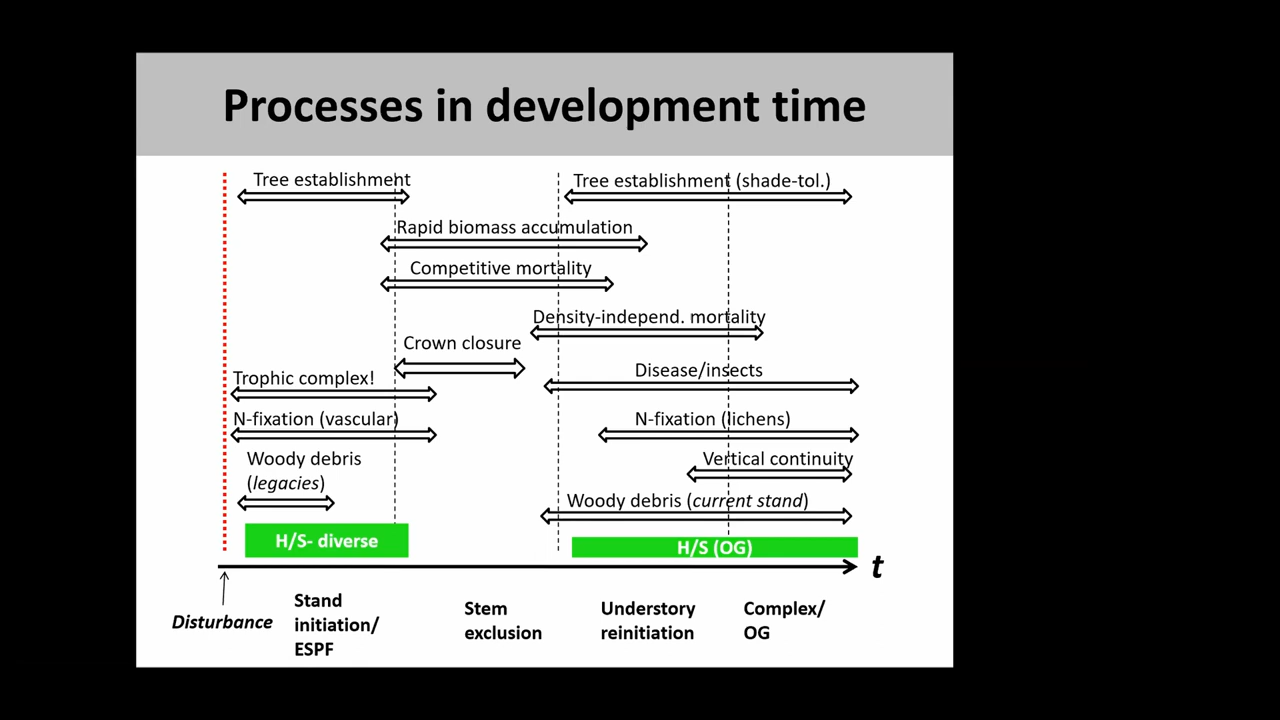 Processes in development time
Tree establishment
Tree establishment (shade-tol.)
Rapid biomass accumulation
Competitive mortality
Density-independ. mortality
Crown closure
Disease/insects
Trophic complex!
N-fixation (vascular)
N-fixation (lichens)
Woody debris
(legacies)
Vertical continuity
Woody debris (current stand)
H/S- diverse
H/S (OG)
t
Disturbance
Stand
initiation/
ESPF
Stem
exclusion
Understory
reinitiation
Complex/
OG